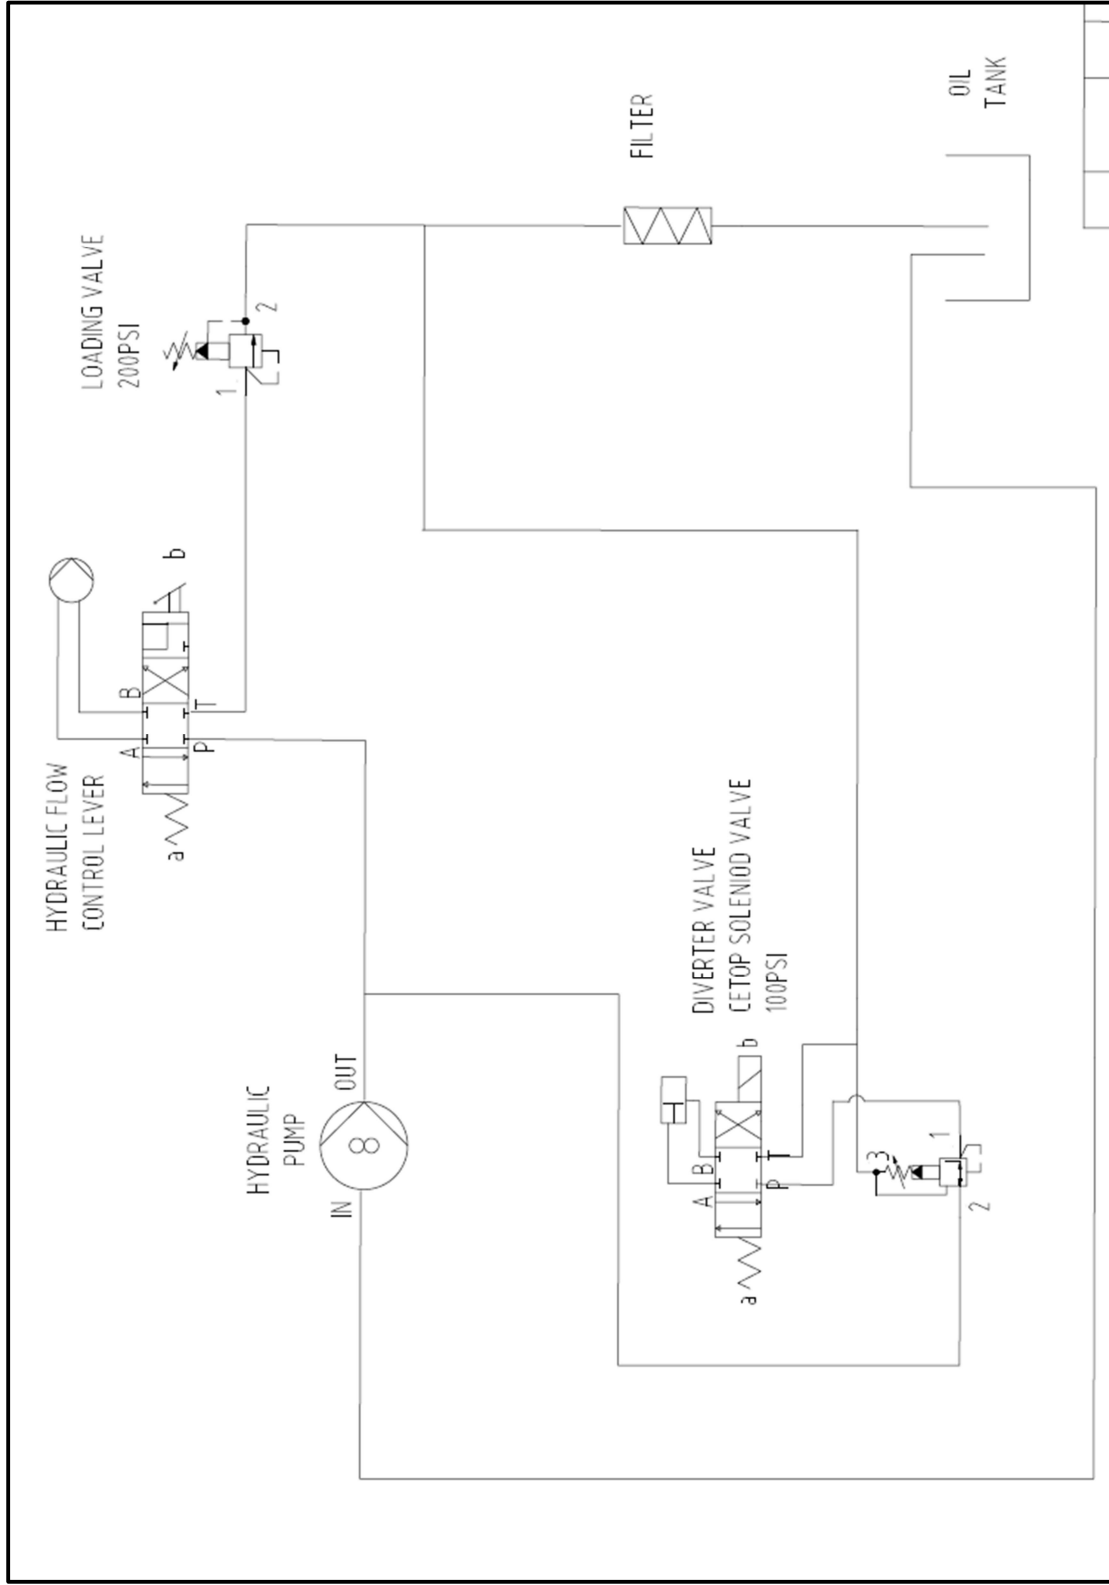 HYDRAULIC FLOW
CONTROL LEVER
a
A
B
P
T
b
LOADING VALVE
200PSI
1
2
HYDRAULIC
PUMP
IN
OUT
8
FILTER
DIVERTER VALVE
CETOP SOLENIOD VALVE
100PSI
a
A
B
P
T
b
2
3
1
OIL
TANK